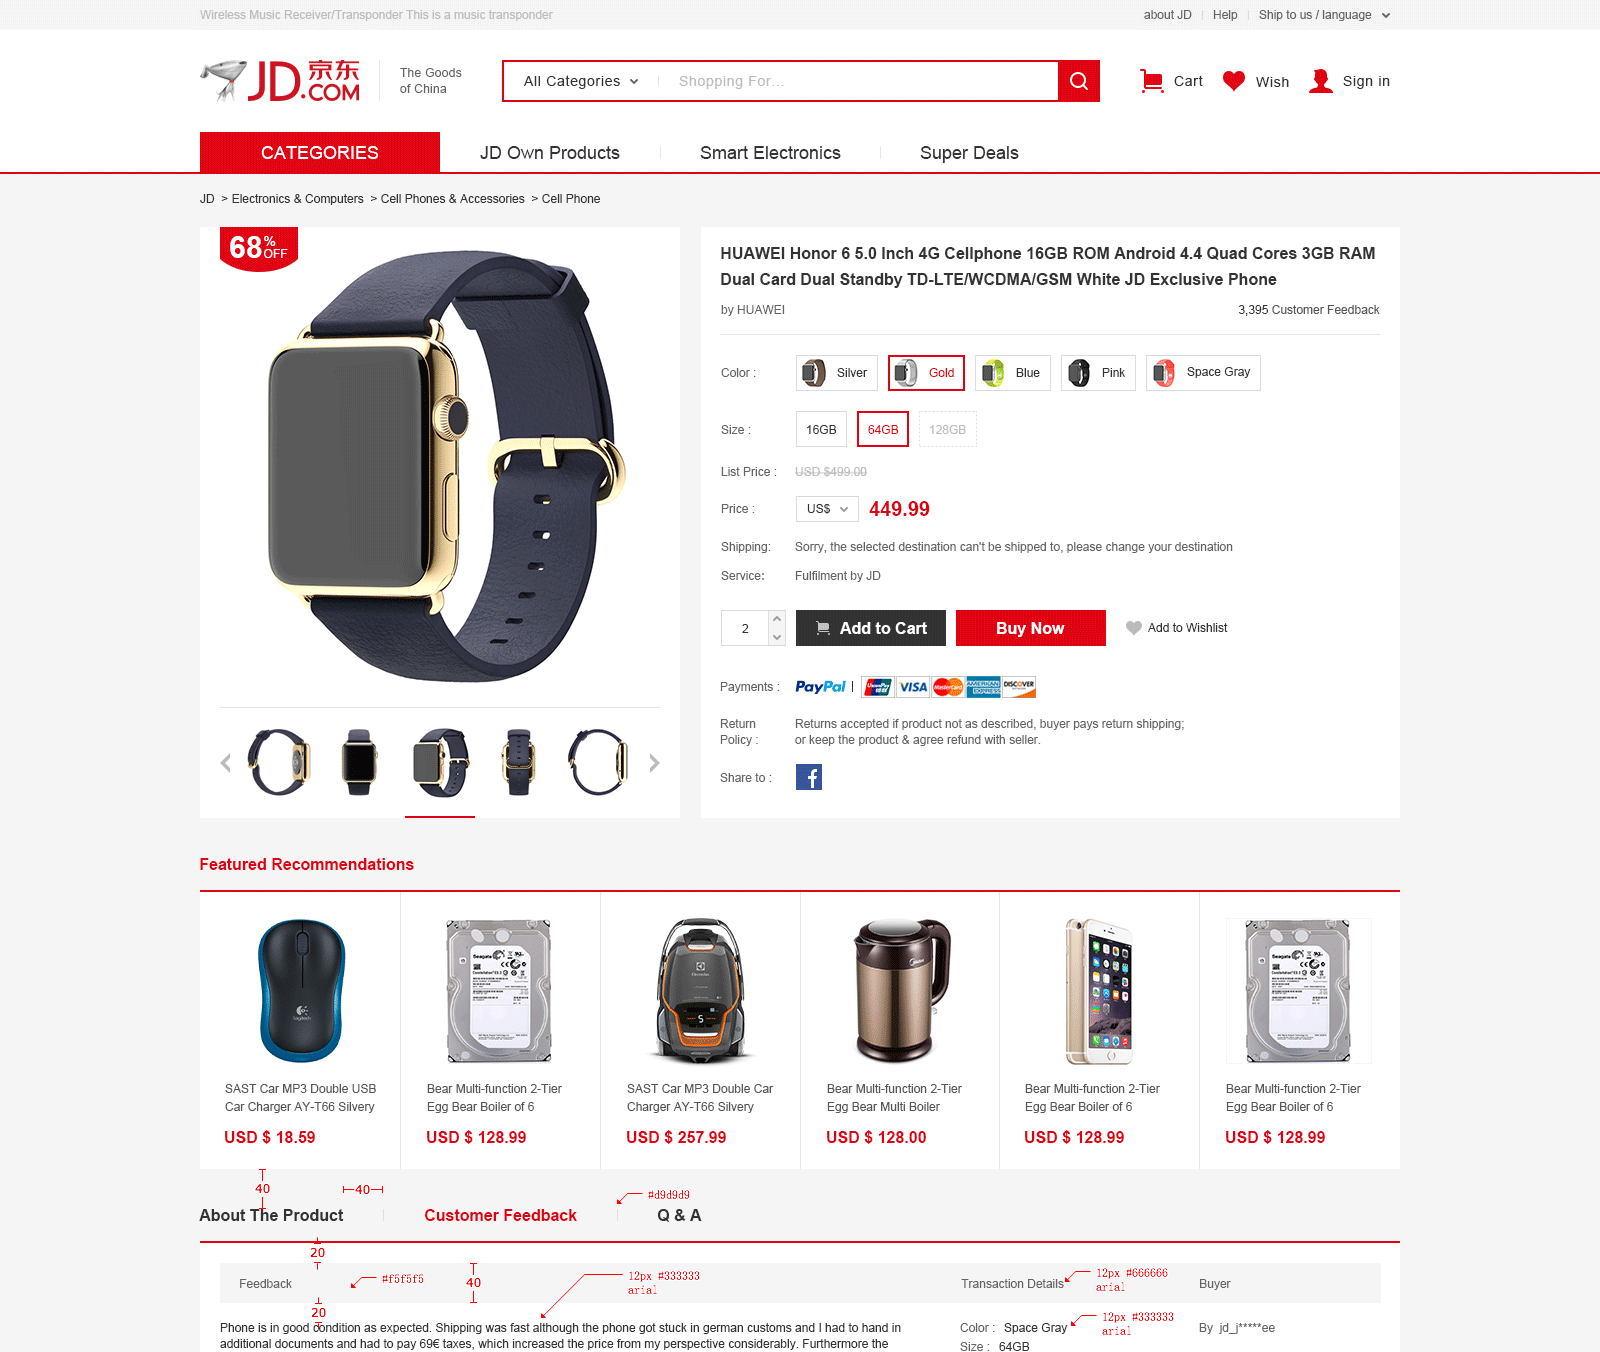 Wireless Music Receiver/Transponder This is a music transponder
about JD
Help
Ship to us / language
JD.COM 京东
The Goods
of China
All Categories
Shopping For...
Cart
Wish
Sign in
CATEGORIES
JD Own Products
Smart Electronics
Super Deals
JD > Electronics & Computers > Cell Phones & Accessories > Cell Phone
68% OFF
HUAWEI Honor 6 5.0 Inch 4G Cellphone 16GB ROM Android 4.4 Quad Cores 3GB RAM
Dual Card Dual Standby TD-LTE/WCDMA/GSM White JD Exclusive Phone
by HUAWEI
3,395 Customer Feedback
Color :
Silver
Gold
Blue
Pink
Space Gray
Size :
16GB
64GB
128GB
List Price :
USD $499.00
Price :
US$
449.99
Shipping:
Sorry, the selected destination can't be shipped to, please change your destination
Service:
Fulfilment by JD
2
Add to Cart
Buy Now
Add to Wishlist
Payments :
PayPal
UnionPay
VISA
MasterCard
AMERICAN EXPRESS
DISCOVER
Return
Policy :
Returns accepted if product not as described, buyer pays return shipping;
or keep the product & agree refund with seller.
Share to :
f
Featured Recommendations
Logitech
Seagate
Electrolux
5
Midea
Seagate
SAST Car MP3 Double USB
Car Charger AY-T66 Silvery
USD $ 18.59
Bear Multi-function 2-Tier
Egg Bear Boiler of 6
USD $ 128.99
SAST Car MP3 Double Car
Charger AY-T66 Silvery
USD $ 257.99
Bear Multi-function 2-Tier
Egg Bear Multi Boiler
USD $ 128.00
Bear Multi-function 2-Tier
Egg Bear Boiler of 6
USD $ 128.99
Bear Multi-function 2-Tier
Egg Bear Boiler of 6
USD $ 128.99
40
40
#d9d9d9
About The Product
Customer Feedback
Q & A
20
Feedback
#f5f5f5
40
12px #333333
arial
Transaction Details
12px #666666
arial
Buyer
20
Phone is in good condition as expected. Shipping was fast although the phone got stuck in german customs and I had to hand in
additional documents and had to pay 69€ taxes, which increased the price from my perspective considerably. Furthermore the
Color : Space Gray
12px #333333
arial
Size : 64GB
By jd_j*****ee